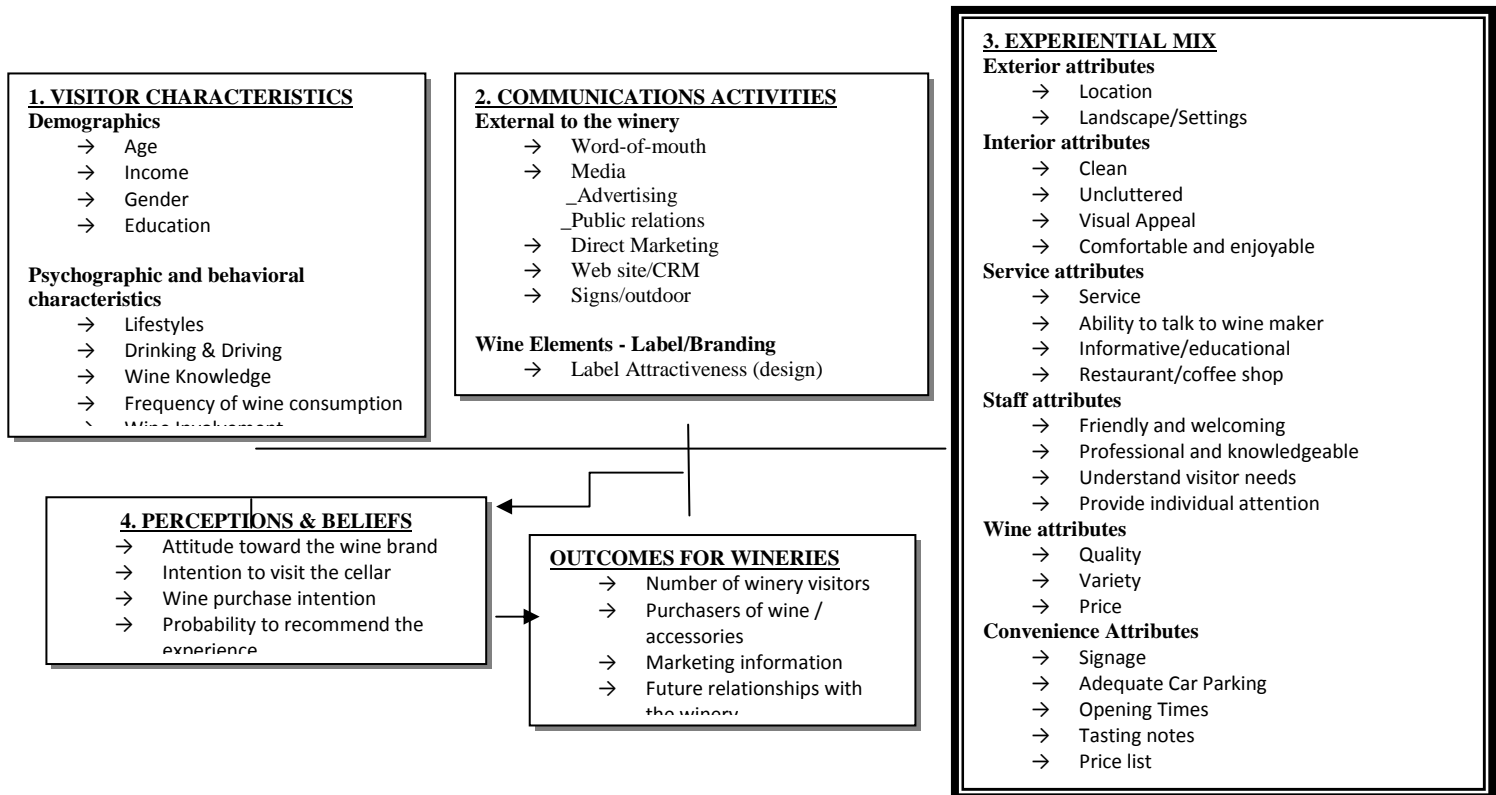 1. VISITOR CHARACTERISTICS
Demographics
→ Age
→ Income
→ Gender
→ Education
Psychographic and behavioral
characteristics
→ Lifestyles
→ Drinking & Driving
→ Wine Knowledge
→ Frequency of wine consumption
→ Wine Involvement
2. COMMUNICATIONS ACTIVITIES
External to the winery
→ Word-of-mouth
→ Media
_Advertising
_Public relations
→ Direct Marketing
→ Web site/CRM
→ Signs/outdoor
Wine Elements - Label/Branding
→ Label Attractiveness (design)
3. EXPERIENTIAL MIX
Exterior attributes
→ Location
→ Landscape/Settings
Interior attributes
→ Clean
→ Uncluttered
→ Visual Appeal
→ Comfortable and enjoyable
Service attributes
→ Service
→ Ability to talk to wine maker
→ Informative/educational
→ Restaurant/coffee shop
Staff attributes
→ Friendly and welcoming
→ Professional and knowledgeable
→ Understand visitor needs
→ Provide individual attention
Wine attributes
→ Quality
→ Variety
→ Price
Convenience Attributes
→ Signage
→ Adequate Car Parking
→ Opening Times
→ Tasting notes
→ Price list
4. PERCEPTIONS & BELIEFS
→ Attitude toward the wine brand
→ Intention to visit the cellar
→ Wine purchase intention
→ Probability to recommend the
experience
OUTCOMES FOR WINERIES
→ Number of winery visitors
→ Purchasers of wine /
accessories
→ Marketing information
→ Future relationships with
the winery